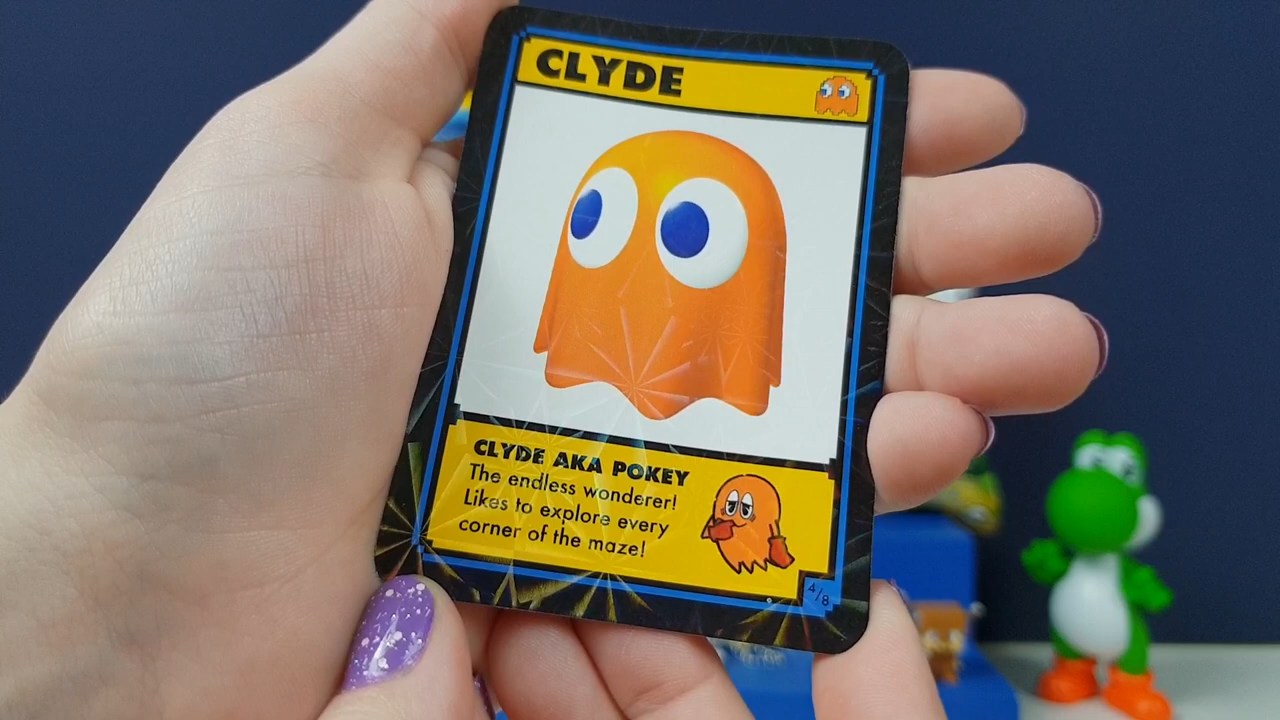 CLYDE
CLYDE AKA POKEY
The endless wonderer!
Likes to explore every
corner of the maze!
4/8